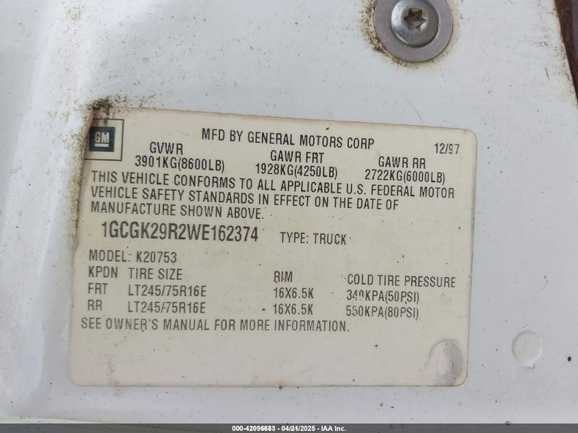 GM
MFD BY GENERAL MOTORS CORP 12/97
GVWR GAWR FRT GAWR RR
3901KG(8600LB) 1928KG(4250LB) 2722KG(6000LB)
THIS VEHICLE CONFORMS TO ALL APPLICABLE U.S. FEDERAL MOTOR
VEHICLE SAFETY STANDARDS IN EFFECT ON THE DATE OF
MANUFACTURE SHOWN ABOVE.
1GCGK29R2WE162374 TYPE: TRUCK
MODEL: K20753
KPDN TIRE SIZE RIM COLD TIRE PRESSURE
FRT LT245/75R16E 16X6.5K 340KPA(50PSI)
RR LT245/75R16E 16X6.5K 550KPA(80PSI)
SEE OWNER'S MANUAL FOR MORE INFORMATION.
000-42096683 - 04/21/2025 - IAA Inc.